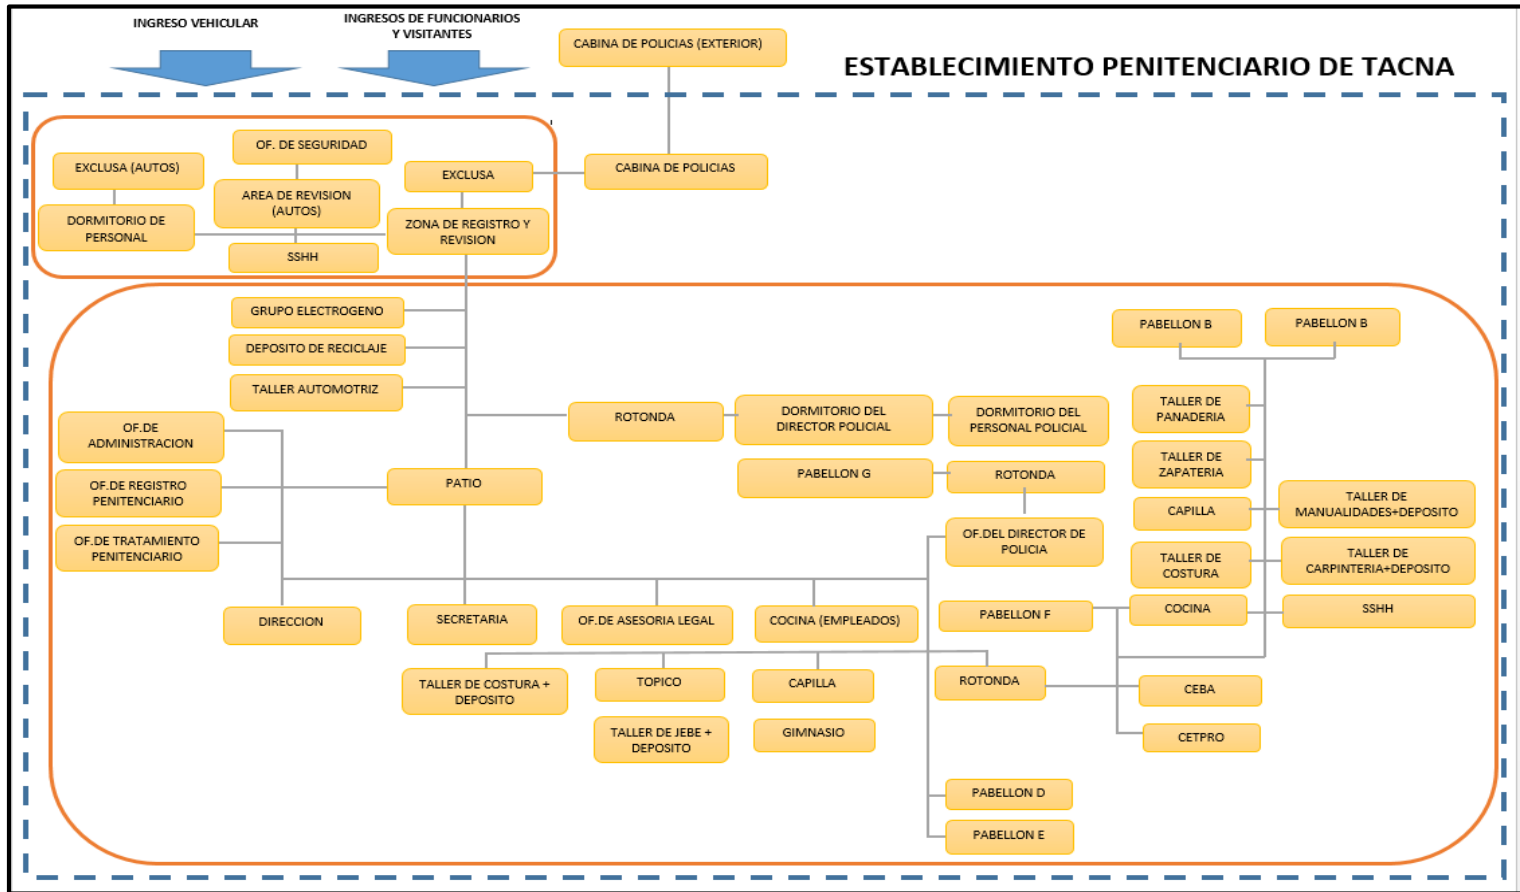 INGRESO VEHICULAR
INGRESOS DE FUNCIONARIOS
Y VISITANTES
CABINA DE POLICIAS (EXTERIOR)
ESTABLECIMIENTO PENITENCIARIO DE TACNA
OF. DE SEGURIDAD
EXCLUSA (AUTOS)
EXCLUSA
CABINA DE POLICIAS
AREA DE REVISION
(AUTOS)
DORMITORIO DE
PERSONAL
ZONA DE REGISTRO Y
REVISION
SSHH
GRUPO ELECTROGENO
DEPOSITO DE RECICLAJE
TALLER AUTOMOTRIZ
PABELLON B
PABELLON B
OF.DE
ADMINISTRACION
ROTONDA
DORMITORIO DEL
DIRECTOR POLICIAL
DORMITORIO DEL
PERSONAL POLICIAL
TALLER DE
PANADERIA
OF.DE REGISTRO
PENITENCIARIO
PATIO
PABELLON G
ROTONDA
TALLER DE
ZAPATERIA
CAPILLA
TALLER DE
MANUALIDADES+DEPOSITO
OF.DE TRATAMIENTO
PENITENCIARIO
OF.DEL DIRECTOR DE
POLICIA
TALLER DE
COSTURA
TALLER DE
CARPINTERIA+DEPOSITO
DIRECCION
SECRETARIA
OF.DE ASESORIA LEGAL
COCINA (EMPLEADOS)
PABELLON F
COCINA
SSHH
TALLER DE COSTURA +
DEPOSITO
TOPICO
CAPILLA
ROTONDA
CEBA
TALLER DE JEBE +
DEPOSITO
GIMNASIO
CETPRO
PABELLON D
PABELLON E